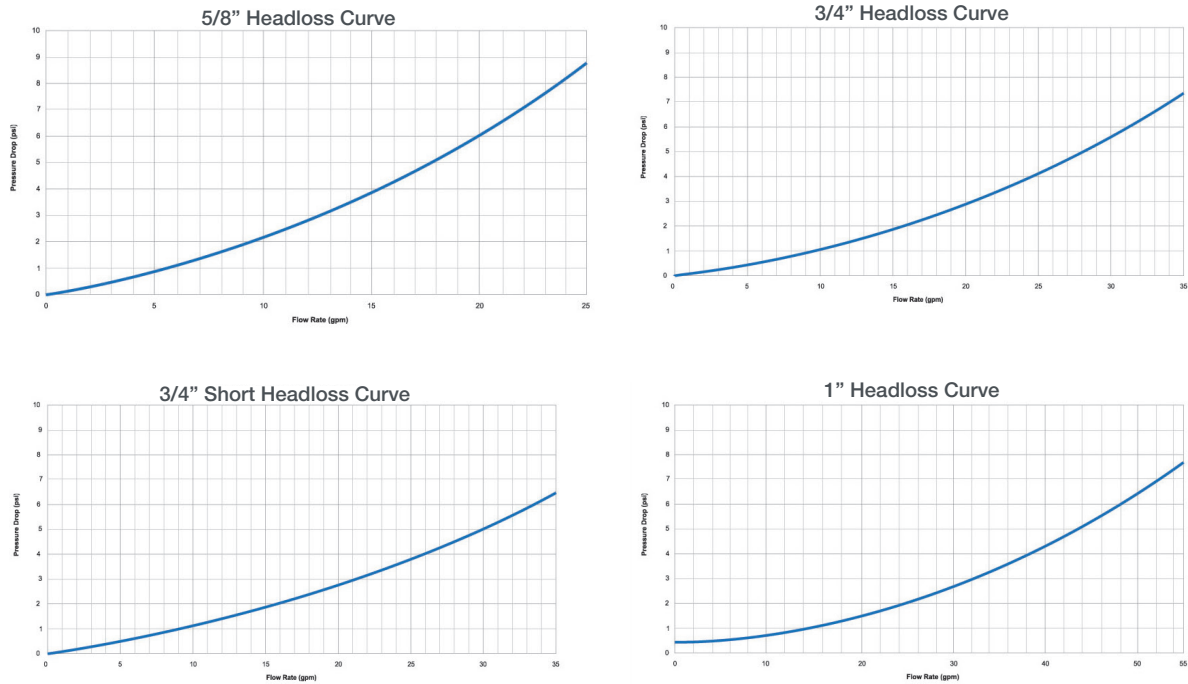 5/8” Headloss Curve
10
9
8
7
6
5
4
3
2
1
0
Pressure Drop (psi)
0 5 10 15 20 25
Flow Rate (gpm)
3/4” Headloss Curve
10
9
8
7
6
5
4
3
2
1
0
Pressure Drop (psi)
0 5 10 15 20 25 30 35
Flow Rate (gpm)
3/4” Short Headloss Curve
10
9
8
7
6
5
4
3
2
1
0
Pressure Drop (psi)
0 5 10 15 20 25 30 35
Flow Rate (gpm)
1” Headloss Curve
10
9
8
7
6
5
4
3
2
1
0
Pressure Drop (psi)
0 10 20 30 40 50 55
Flow Rate (gpm)